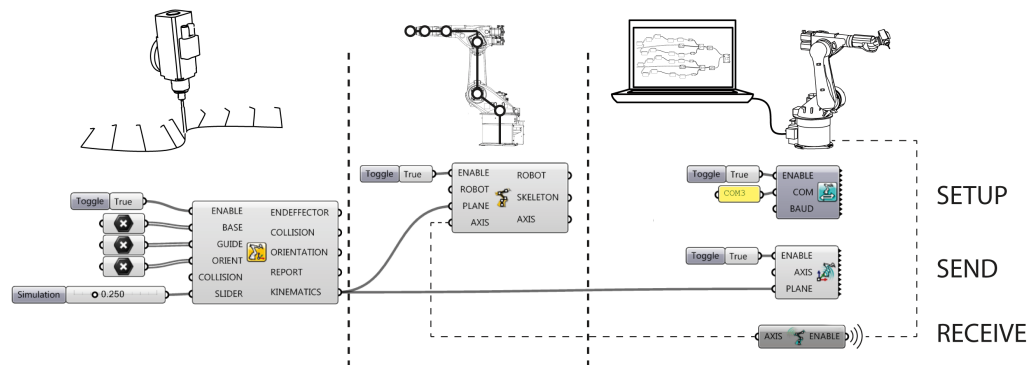 Toggle True
ENABLE
BASE
GUIDE
ORIENT
COLLISION
SLIDER
ENDEFFECTOR
COLLISION
ORIENTATION
REPORT
KINEMATICS
Simulation 0.250
Toggle True
ENABLE
ROBOT
PLANE
AXIS
ROBOT
SKELETON
AXIS
Toggle True
COM3
ENABLE
COM
BAUD
SETUP
Toggle True
ENABLE
AXIS
PLANE
SEND
AXIS ENABLE
RECEIVE